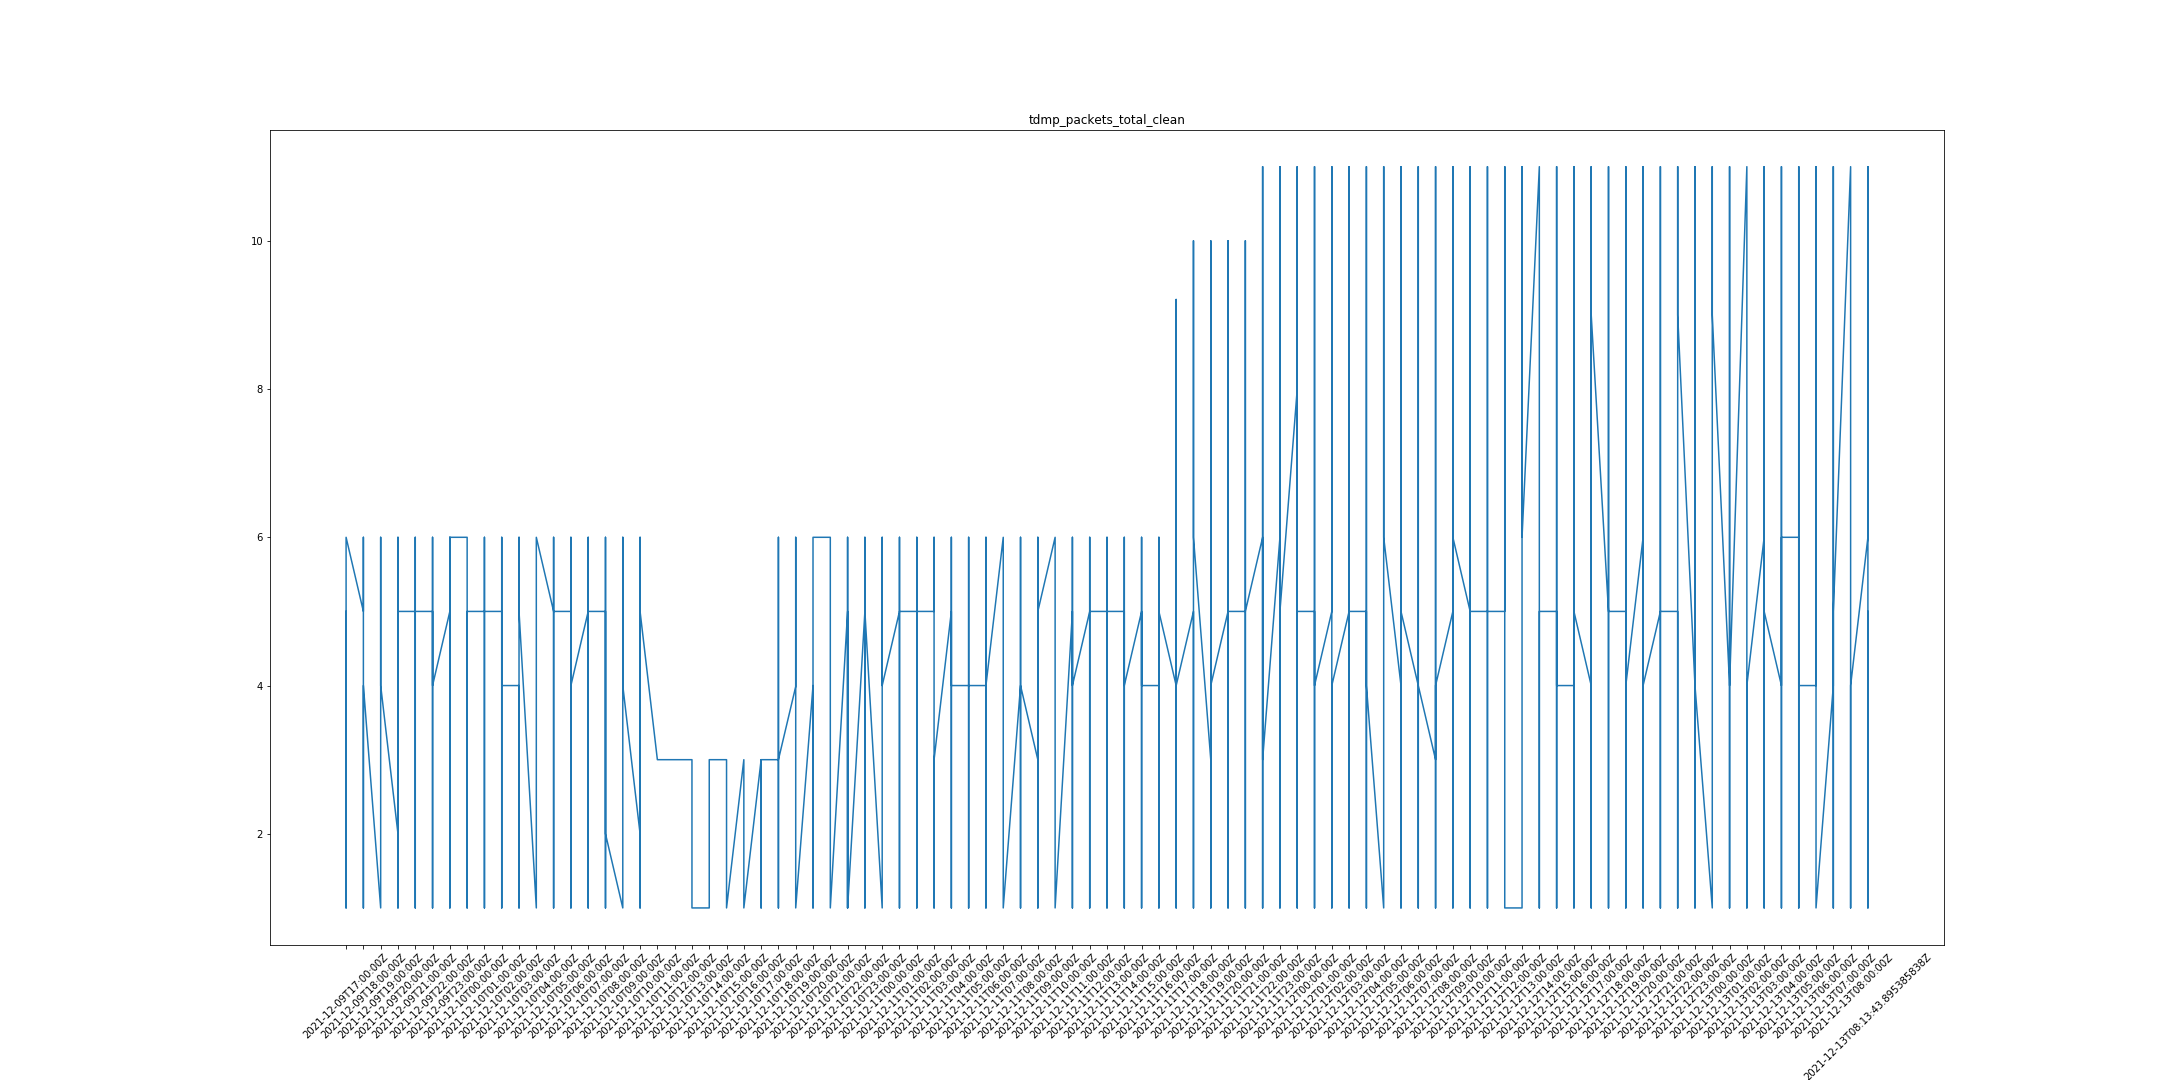 tdmp_packets_total_clean
10
8
6
4
2
2021-12-09T17:00:00Z
2021-12-09T18:00:00Z
2021-12-09T19:00:00Z
2021-12-09T20:00:00Z
2021-12-09T21:00:00Z
2021-12-09T22:00:00Z
2021-12-09T23:00:00Z
2021-12-10T00:00:00Z
2021-12-10T01:00:00Z
2021-12-10T02:00:00Z
2021-12-10T03:00:00Z
2021-12-10T04:00:00Z
2021-12-10T05:00:00Z
2021-12-10T06:00:00Z
2021-12-10T07:00:00Z
2021-12-10T08:00:00Z
2021-12-10T09:00:00Z
2021-12-10T10:00:00Z
2021-12-10T11:00:00Z
2021-12-10T12:00:00Z
2021-12-10T13:00:00Z
2021-12-10T14:00:00Z
2021-12-10T15:00:00Z
2021-12-10T16:00:00Z
2021-12-10T17:00:00Z
2021-12-10T18:00:00Z
2021-12-10T19:00:00Z
2021-12-10T20:00:00Z
2021-12-10T21:00:00Z
2021-12-10T22:00:00Z
2021-12-10T23:00:00Z
2021-12-11T00:00:00Z
2021-12-11T01:00:00Z
2021-12-11T02:00:00Z
2021-12-11T03:00:00Z
2021-12-11T04:00:00Z
2021-12-11T05:00:00Z
2021-12-11T06:00:00Z
2021-12-11T07:00:00Z
2021-12-11T08:00:00Z
2021-12-11T09:00:00Z
2021-12-11T10:00:00Z
2021-12-11T11:00:00Z
2021-12-11T12:00:00Z
2021-12-11T13:00:00Z
2021-12-11T14:00:00Z
2021-12-11T15:00:00Z
2021-12-11T16:00:00Z
2021-12-11T17:00:00Z
2021-12-11T18:00:00Z
2021-12-11T19:00:00Z
2021-12-11T20:00:00Z
2021-12-11T21:00:00Z
2021-12-11T22:00:00Z
2021-12-11T23:00:00Z
2021-12-12T00:00:00Z
2021-12-12T01:00:00Z
2021-12-12T02:00:00Z
2021-12-12T03:00:00Z
2021-12-12T04:00:00Z
2021-12-12T05:00:00Z
2021-12-12T06:00:00Z
2021-12-12T07:00:00Z
2021-12-12T08:00:00Z
2021-12-12T09:00:00Z
2021-12-12T10:00:00Z
2021-12-12T11:00:00Z
2021-12-12T12:00:00Z
2021-12-12T13:00:00Z
2021-12-12T14:00:00Z
2021-12-12T15:00:00Z
2021-12-12T16:00:00Z
2021-12-12T17:00:00Z
2021-12-12T18:00:00Z
2021-12-12T19:00:00Z
2021-12-12T20:00:00Z
2021-12-12T21:00:00Z
2021-12-12T22:00:00Z
2021-12-12T23:00:00Z
2021-12-13T00:00:00Z
2021-12-13T01:00:00Z
2021-12-13T02:00:00Z
2021-12-13T03:00:00Z
2021-12-13T04:00:00Z
2021-12-13T05:00:00Z
2021-12-13T06:00:00Z
2021-12-13T07:00:00Z
2021-12-13T08:00:00Z
2021-12-13T08:13:43.895385838Z